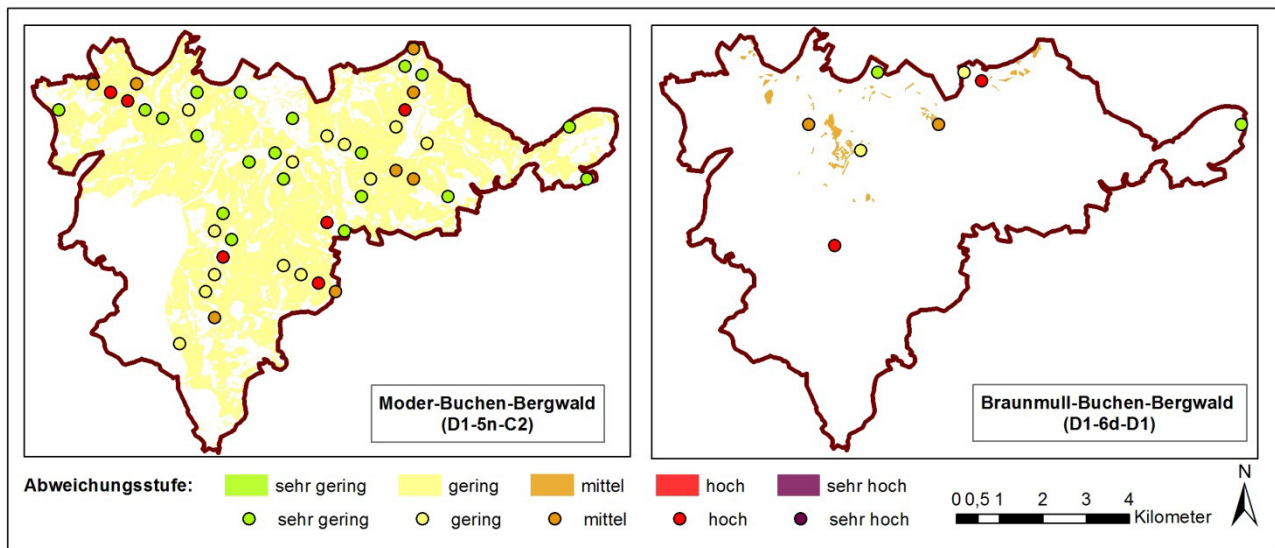 Moder-Buchen-Bergwald
(D1-5n-C2)
Braunmull-Buchen-Bergwald
(D1-6d-D1)
Abweichungsstufe: sehr gering gering mittel hoch sehr hoch
sehr gering gering mittel hoch sehr hoch
0 0,5 1 2 3 4
Kilometer
N